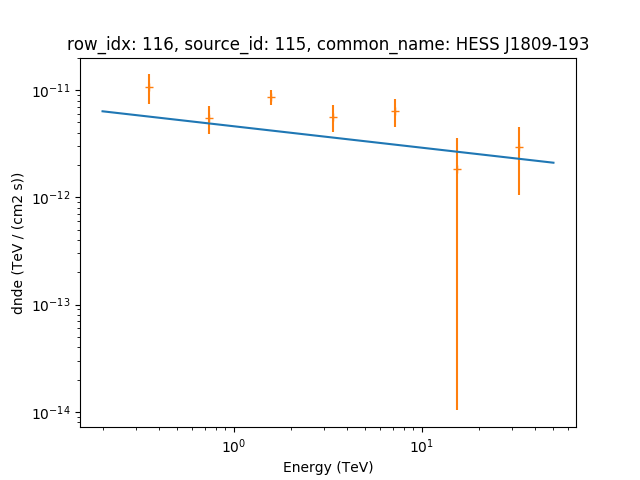 row_idx: 116, source_id: 115, common_name: HESS J1809-193
10⁻¹¹
10⁻¹²
10⁻¹³
10⁻¹⁴
dnde (TeV / (cm2 s))
10⁰
10¹
Energy (TeV)